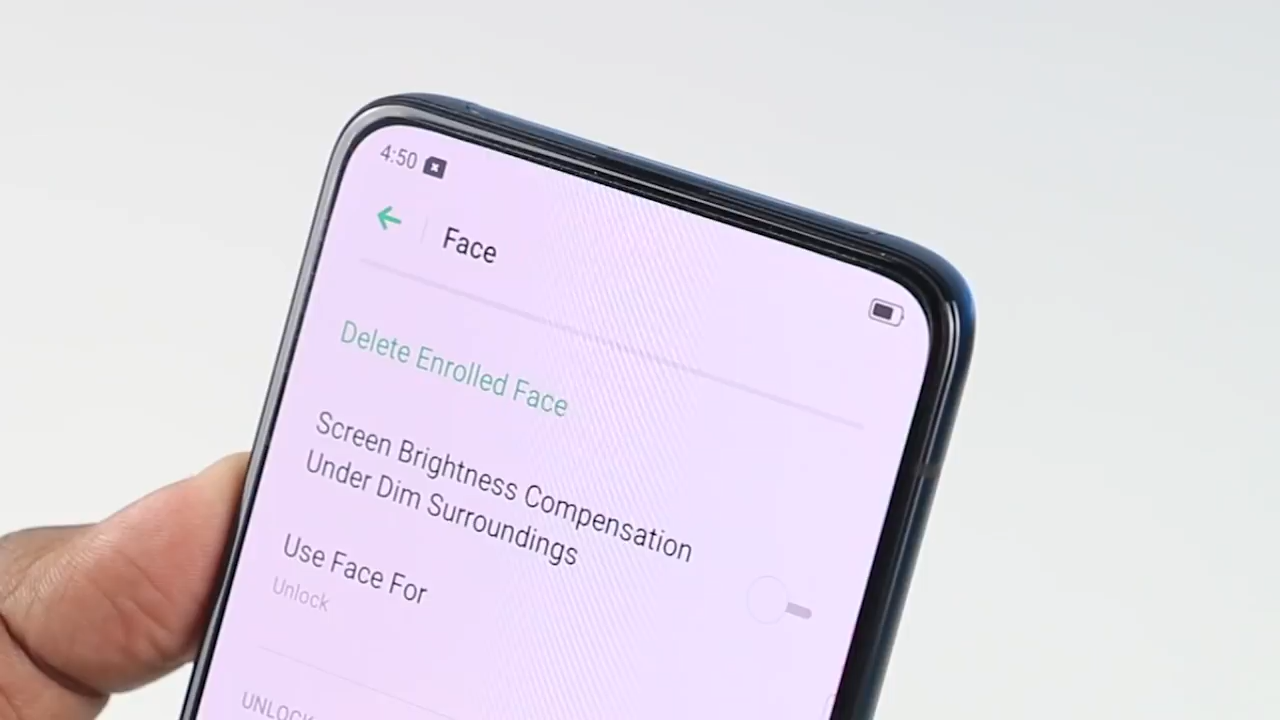 4:50
Face
Delete Enrolled Face
Screen Brightness Compensation
Under Dim Surroundings
Use Face For
Unlock
UNLOCK